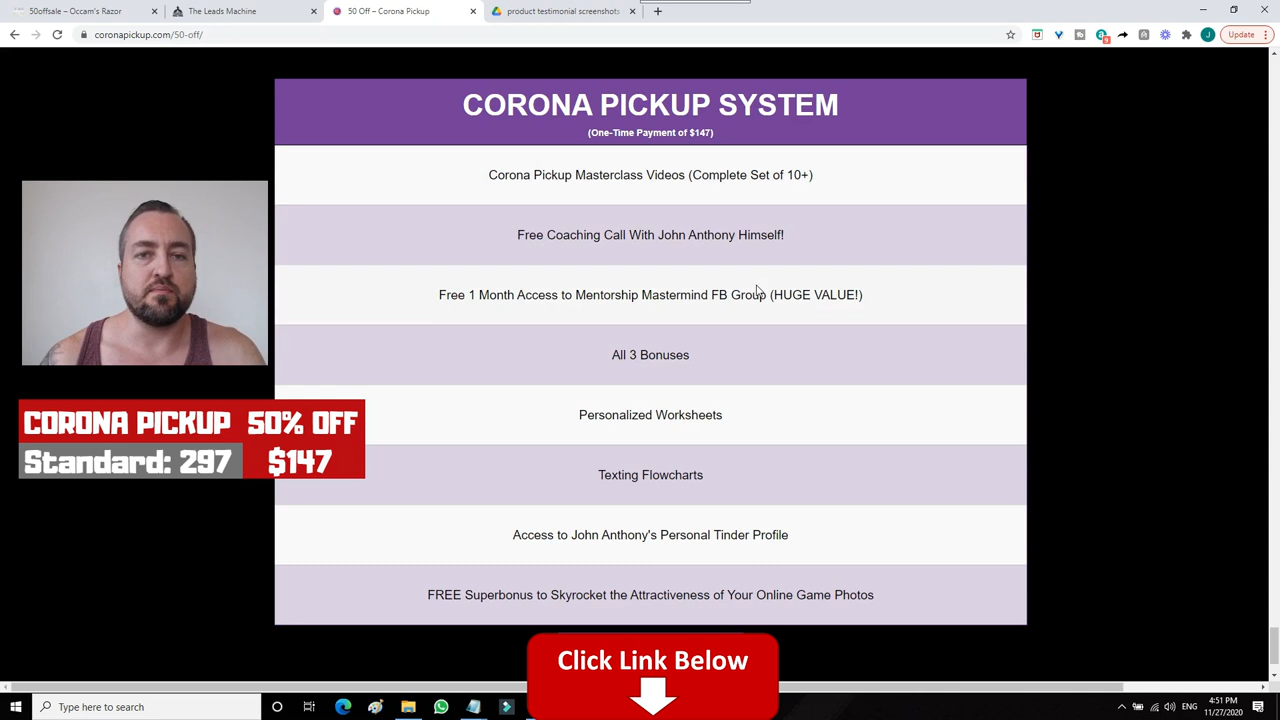 50offsale – Occam's Razor
The Leads Machine
50 Off – Corona Pickup
product testimonial screenshots
coronapickup.com/50-off/
Update
CORONA PICKUP SYSTEM
(One-Time Payment of $147)
Corona Pickup Masterclass Videos (Complete Set of 10+)
Free Coaching Call With John Anthony Himself!
Free 1 Month Access to Mentorship Mastermind FB Group (HUGE VALUE!)
All 3 Bonuses
CORONA PICKUP 50% OFF
Standard: 297 $147
Personalized Worksheets
Texting Flowcharts
Access to John Anthony's Personal Tinder Profile
FREE Superbonus to Skyrocket the Attractiveness of Your Online Game Photos
Click Link Below
Type here to search
ENG
4:51 PM
11/27/2020